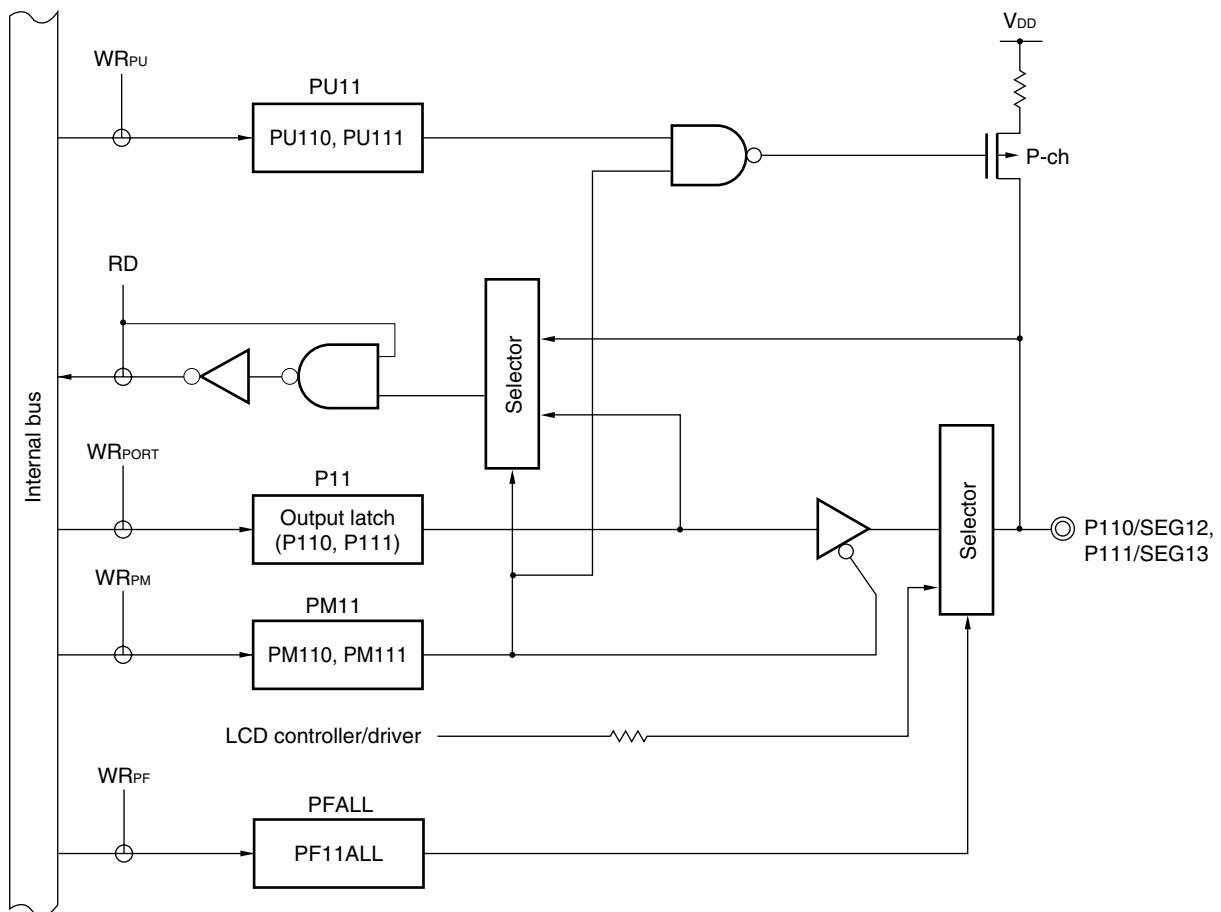 VDD
WRPU
PU11
PU110, PU111
P-ch
RD
Selector
Internal bus
WRPORT
P11
Output latch
(P110, P111)
Selector
P110/SEG12,
P111/SEG13
WRPM
PM11
PM110, PM111
LCD controller/driver
WRPF
PFALL
PF11ALL